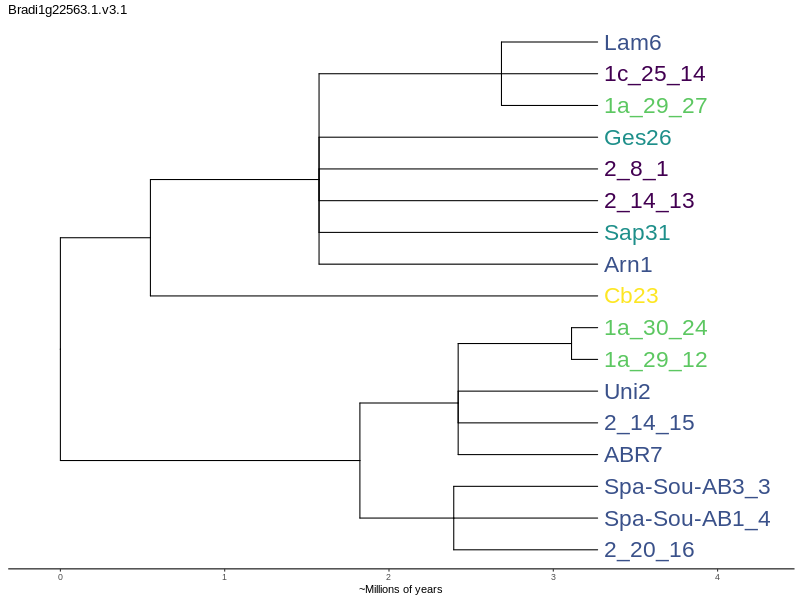 Bradi1g22563.1.v3.1
Lam6
1c_25_14
1a_29_27
Ges26
2_8_1
2_14_13
Sap31
Arn1
Cb23
1a_30_24
1a_29_12
Uni2
2_14_15
ABR7
Spa-Sou-AB3_3
Spa-Sou-AB1_4
2_20_16
0 1 2 3 4
~Millions of years